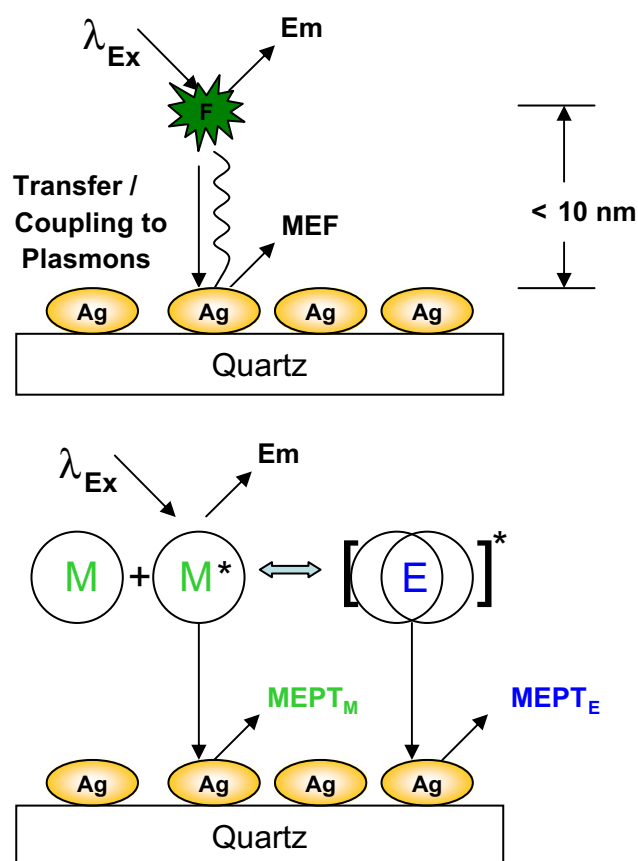 λEx
Em
F
Transfer /
Coupling to
Plasmons
MEF
< 10 nm
Ag Ag Ag Ag
Quartz
λEx
Em
M + M* [E]*
MEPTM
MEPTE
Ag Ag Ag Ag
Quartz